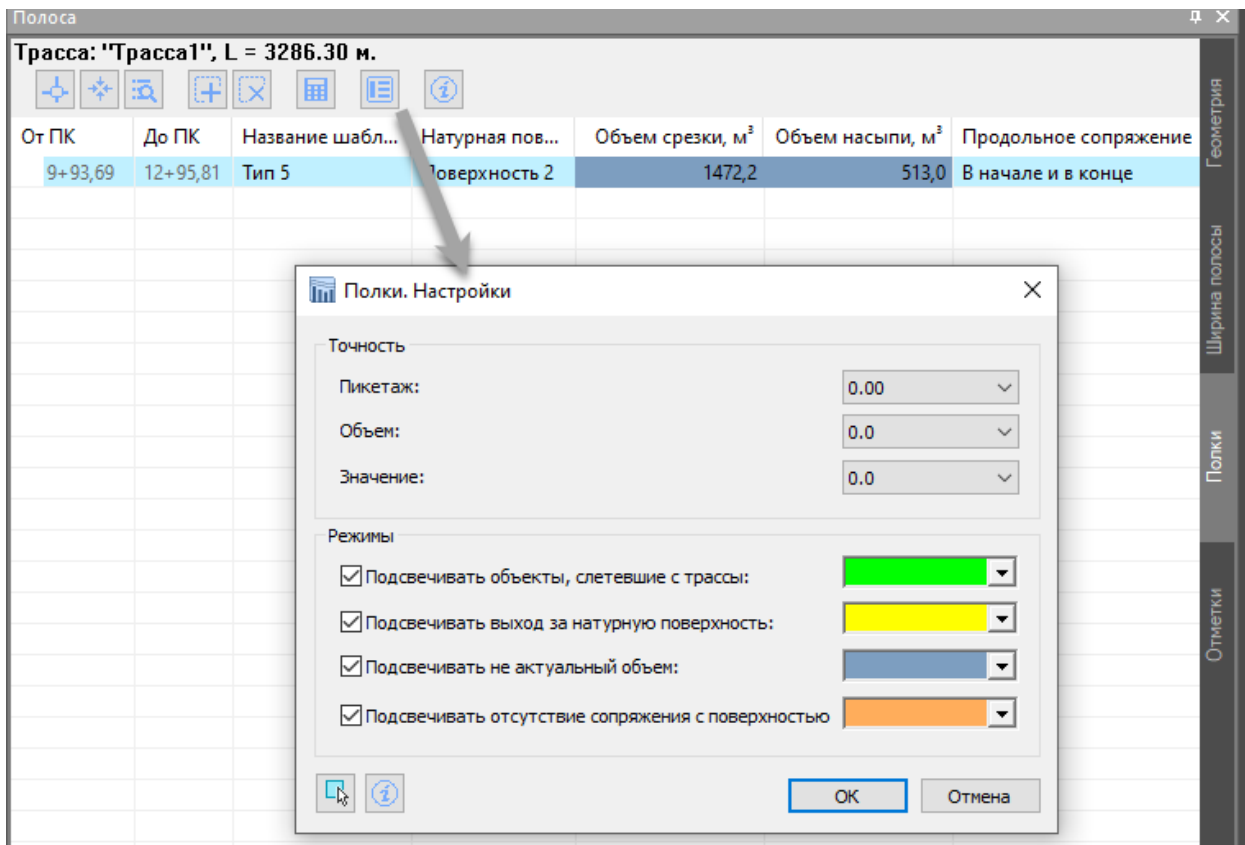 Полоса
Трасса: "Трасса1", L = 3286.30 м.
От ПК До ПК Название шабл... Натурная пов... Объем срезки, м³ Объем насыпи, м³ Продольное сопряжение
9+93,69 12+95,81 Тип 5 Поверхность 2 1472,2 513,0 В начале и в конце
Полки. Настройки
Точность
Пикетаж: 0.00
Объем: 0.0
Значение: 0.0
Режимы
Подсвечивать объекты, слетевшие с трассы:
Подсвечивать выход за натурную поверхность:
Подсвечивать не актуальный объем:
Подсвечивать отсутствие сопряжения с поверхностью
ОК Отмена
Геометрия
Ширина полосы
Полки
Отметки